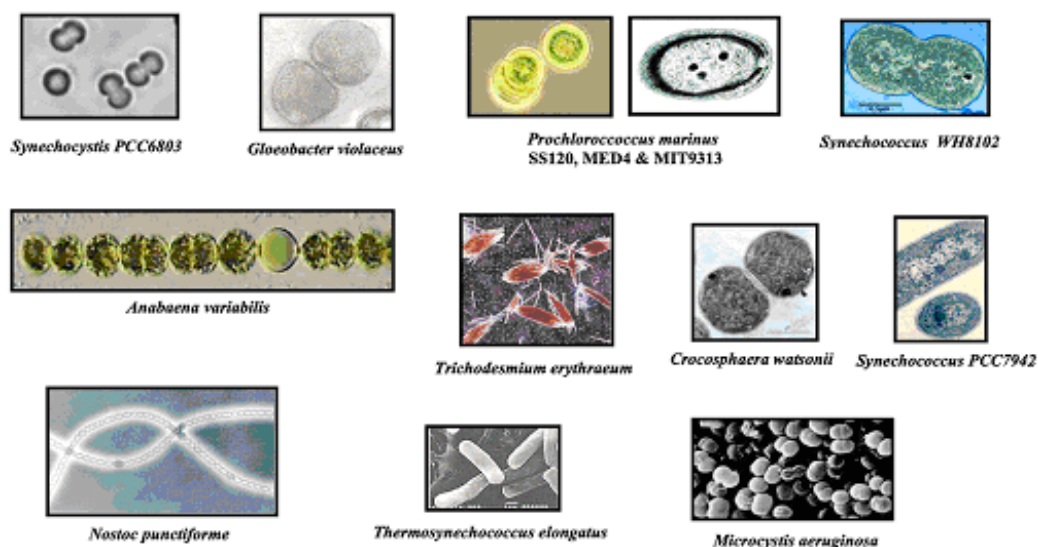 Synechocystis PCC6803
Gloeobacter violaceus
Prochloroccoccus marinus
SS120, MED4 & MIT9313
Synechococcus WH8102
Anabaena variabilis
Trichodesmium erythraeum
Crocosphaera watsonii
Synechococcus PCC7942
Nostoc punctiforme
Thermosynechococcus elongatus
Microcystis aeruginosa